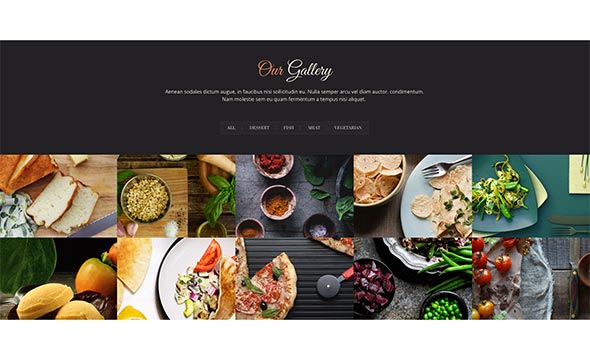 Our Gallery
Aenean sodales dictum augue, in faucibus nisi sollicitudin eu. Nulla semper arcu vel diam auctor. condimentum.
Nam molestie sem eu quam fermentum a tempus nisi aliquet.
ALL DESSERT FISH MEAT VEGETARIAN